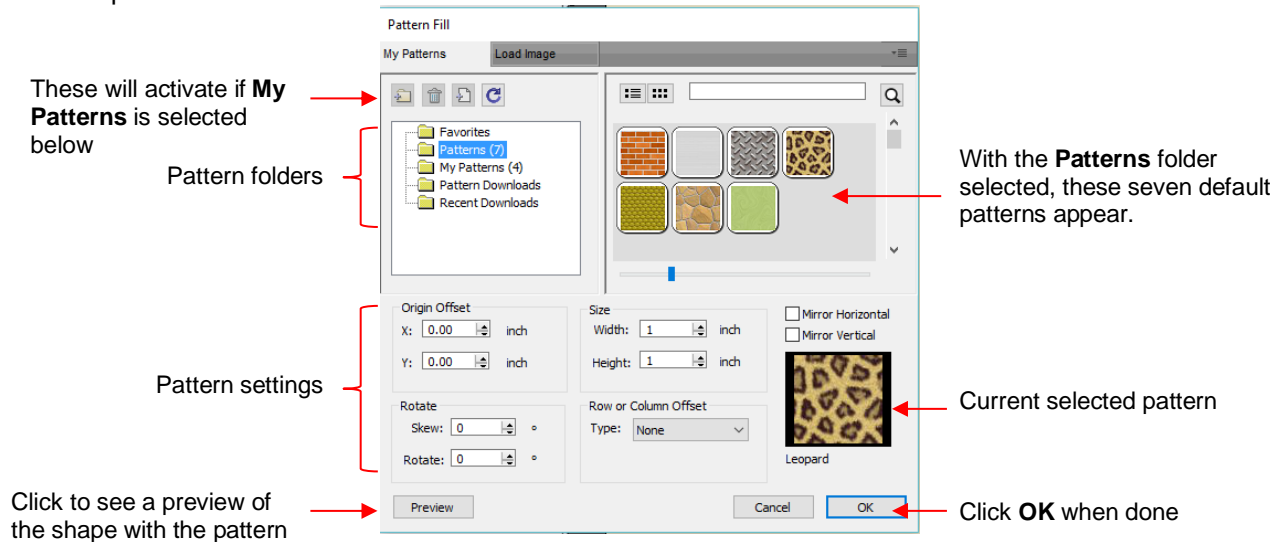 Pattern Fill
My Patterns
Load Image
These will activate if My
Patterns is selected
below
Favorites
Patterns (7)
My Patterns (4)
Pattern Downloads
Recent Downloads
Pattern folders
With the Patterns folder
selected, these seven default
patterns appear.
Origin Offset
X: 0.00 inch
Y: 0.00 inch
Size
Width: 1 inch
Height: 1 inch
Mirror Horizontal
Mirror Vertical
Pattern settings
Rotate
Skew: 0 °
Rotate: 0 °
Row or Column Offset
Type: None
Leopard
Current selected pattern
Click to see a preview of
the shape with the pattern
Preview
Cancel
OK
Click OK when done